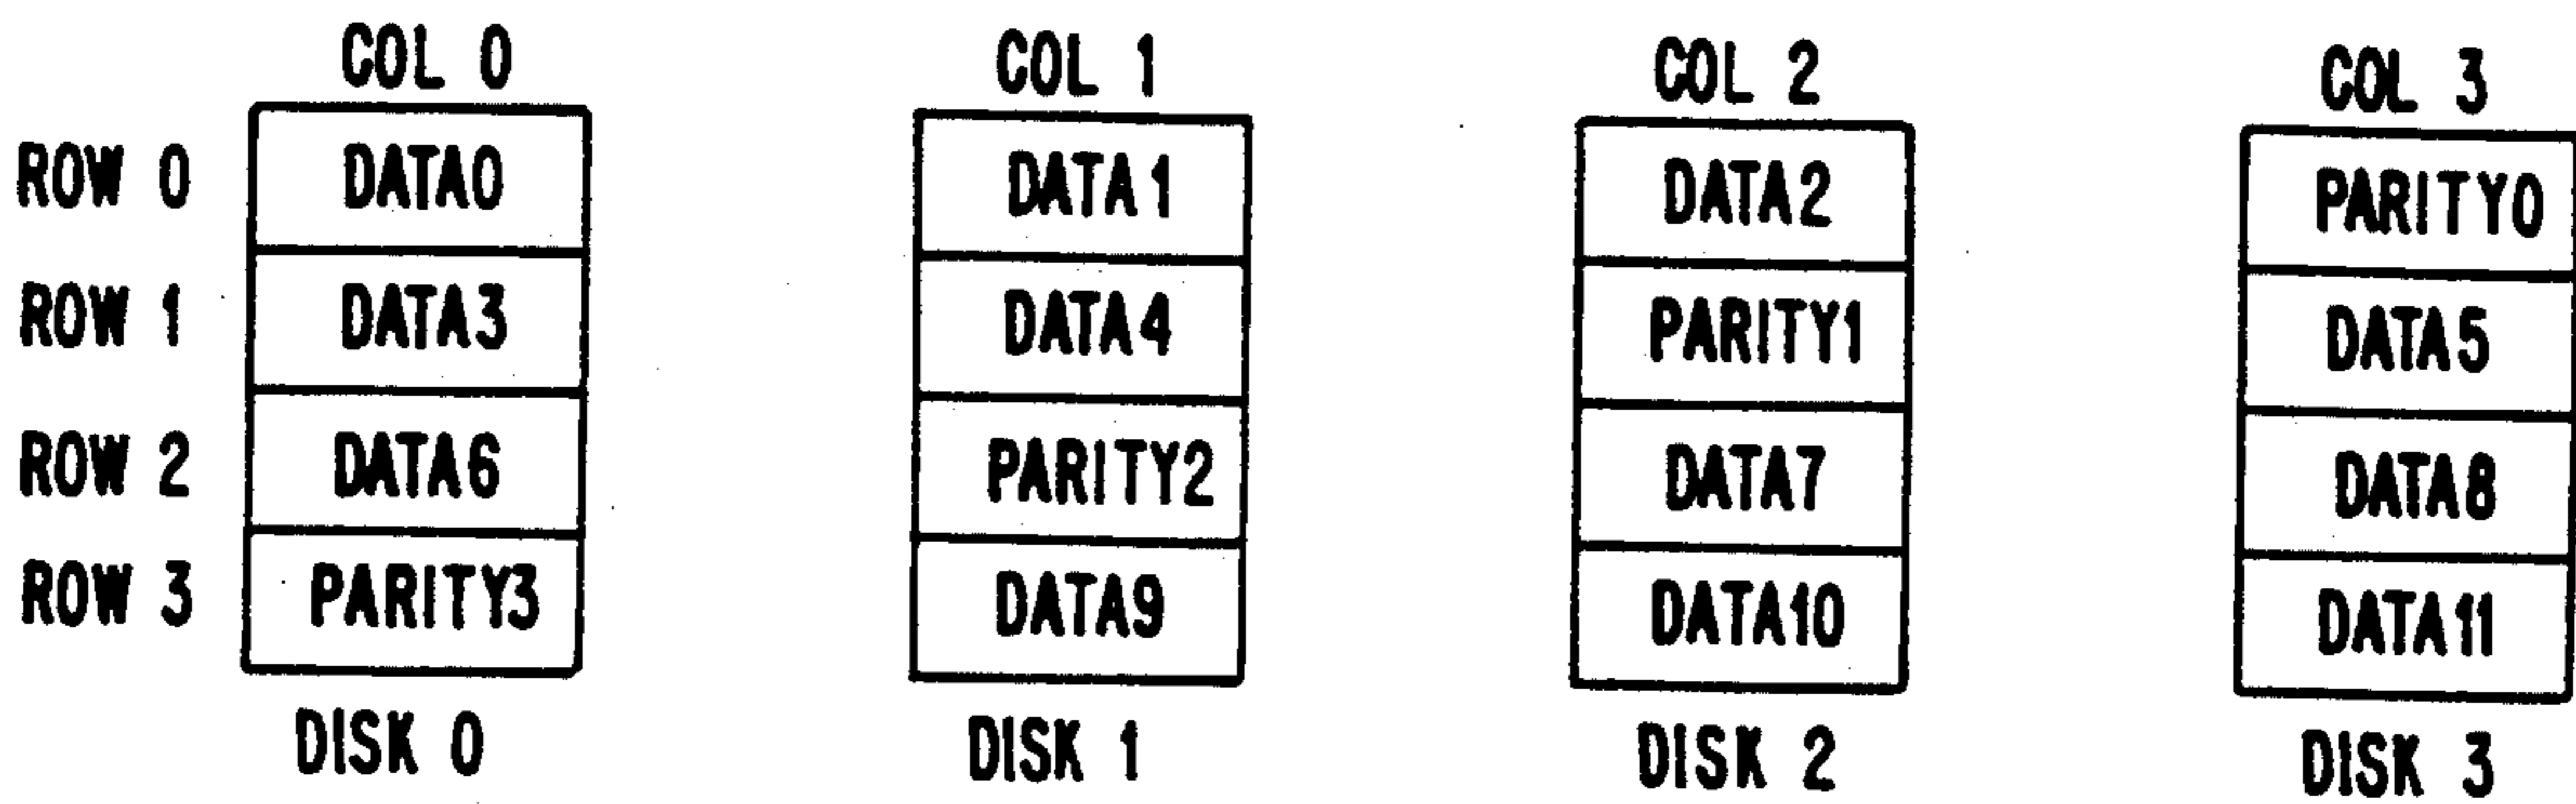 COL 0 COL 1 COL 2 COL 3
ROW 0 DATA0 DATA1 DATA2 PARITY0
ROW 1 DATA3 DATA4 PARITY1 DATA5
ROW 2 DATA6 PARITY2 DATA7 DATA8
ROW 3 PARITY3 DATA9 DATA10 DATA11
DISK 0 DISK 1 DISK 2 DISK 3